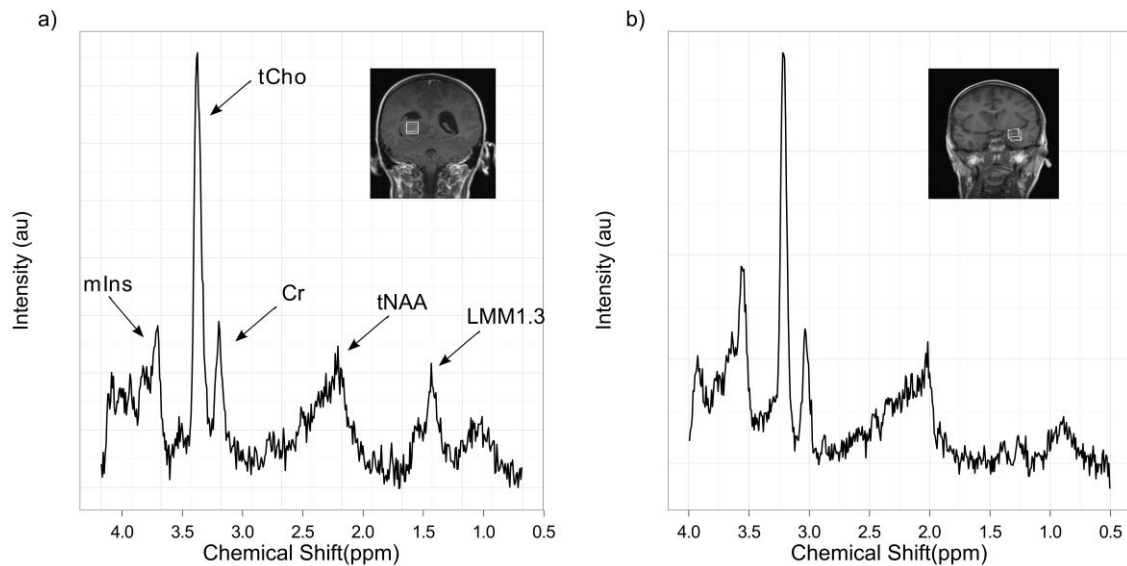 a)
tCho
mIns
Cr
tNAA
LMM1.3
Intensity (au)
4.0 3.5 3.0 2.5 2.0 1.5 1.0 0.5
Chemical Shift(ppm)
b)
Intensity (au)
4.0 3.5 3.0 2.5 2.0 1.5 1.0 0.5
Chemical Shift(ppm)